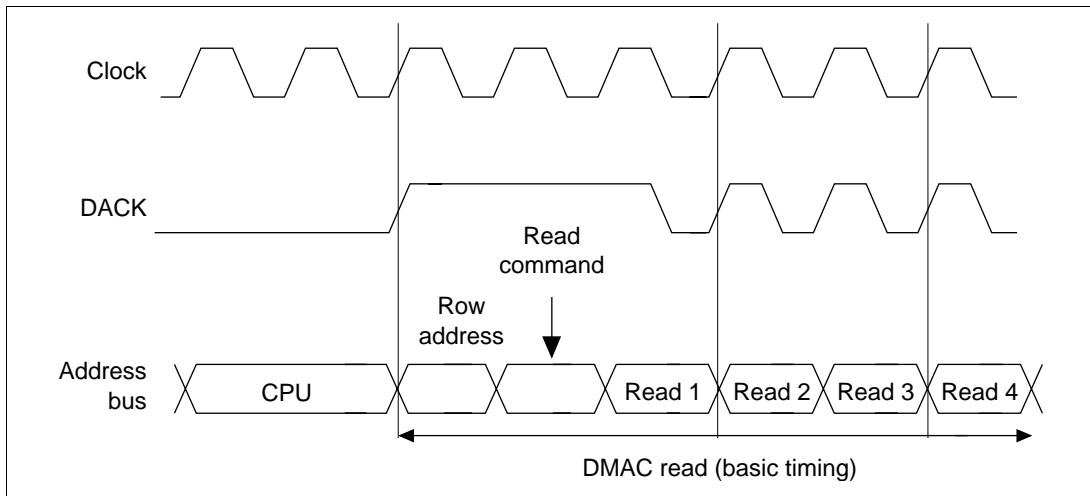 Clock
DACK
Read
command
Row
address
Address
bus
CPU
Read 1
Read 2
Read 3
Read 4
DMAC read (basic timing)